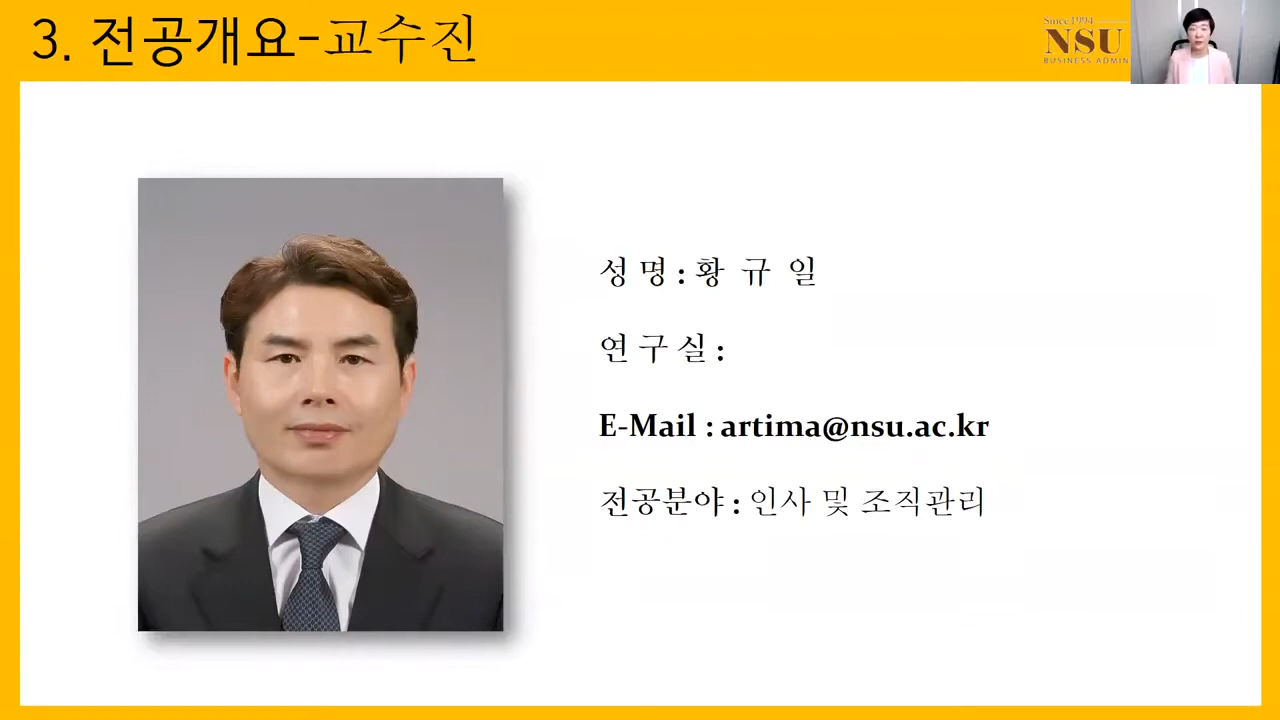 3. 전공개요-교수진
Since 1994
NSU
BUSINESS ADMIN
성 명 : 황 규 일
연 구 실 :
E-Mail : artima@nsu.ac.kr
전공분야 : 인사 및 조직관리